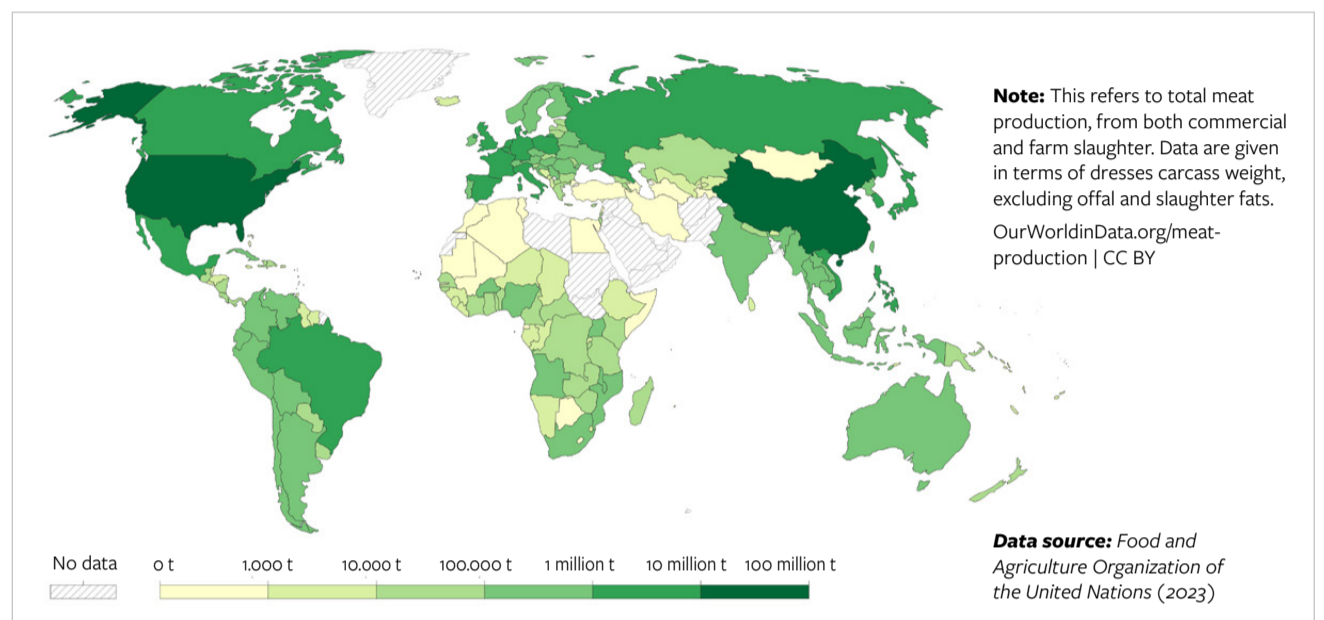 Note: This refers to total meat
production, from both commercial
and farm slaughter. Data are given
in terms of dresses carcass weight,
excluding offal and slaughter fats.
OurWorldinData.org/meat-
production | CC BY
No data
0 t 1.000 t 10.000 t 100.000 t 1 million t 10 million t 100 million t
Data source: Food and
Agriculture Organization of
the United Nations (2023)